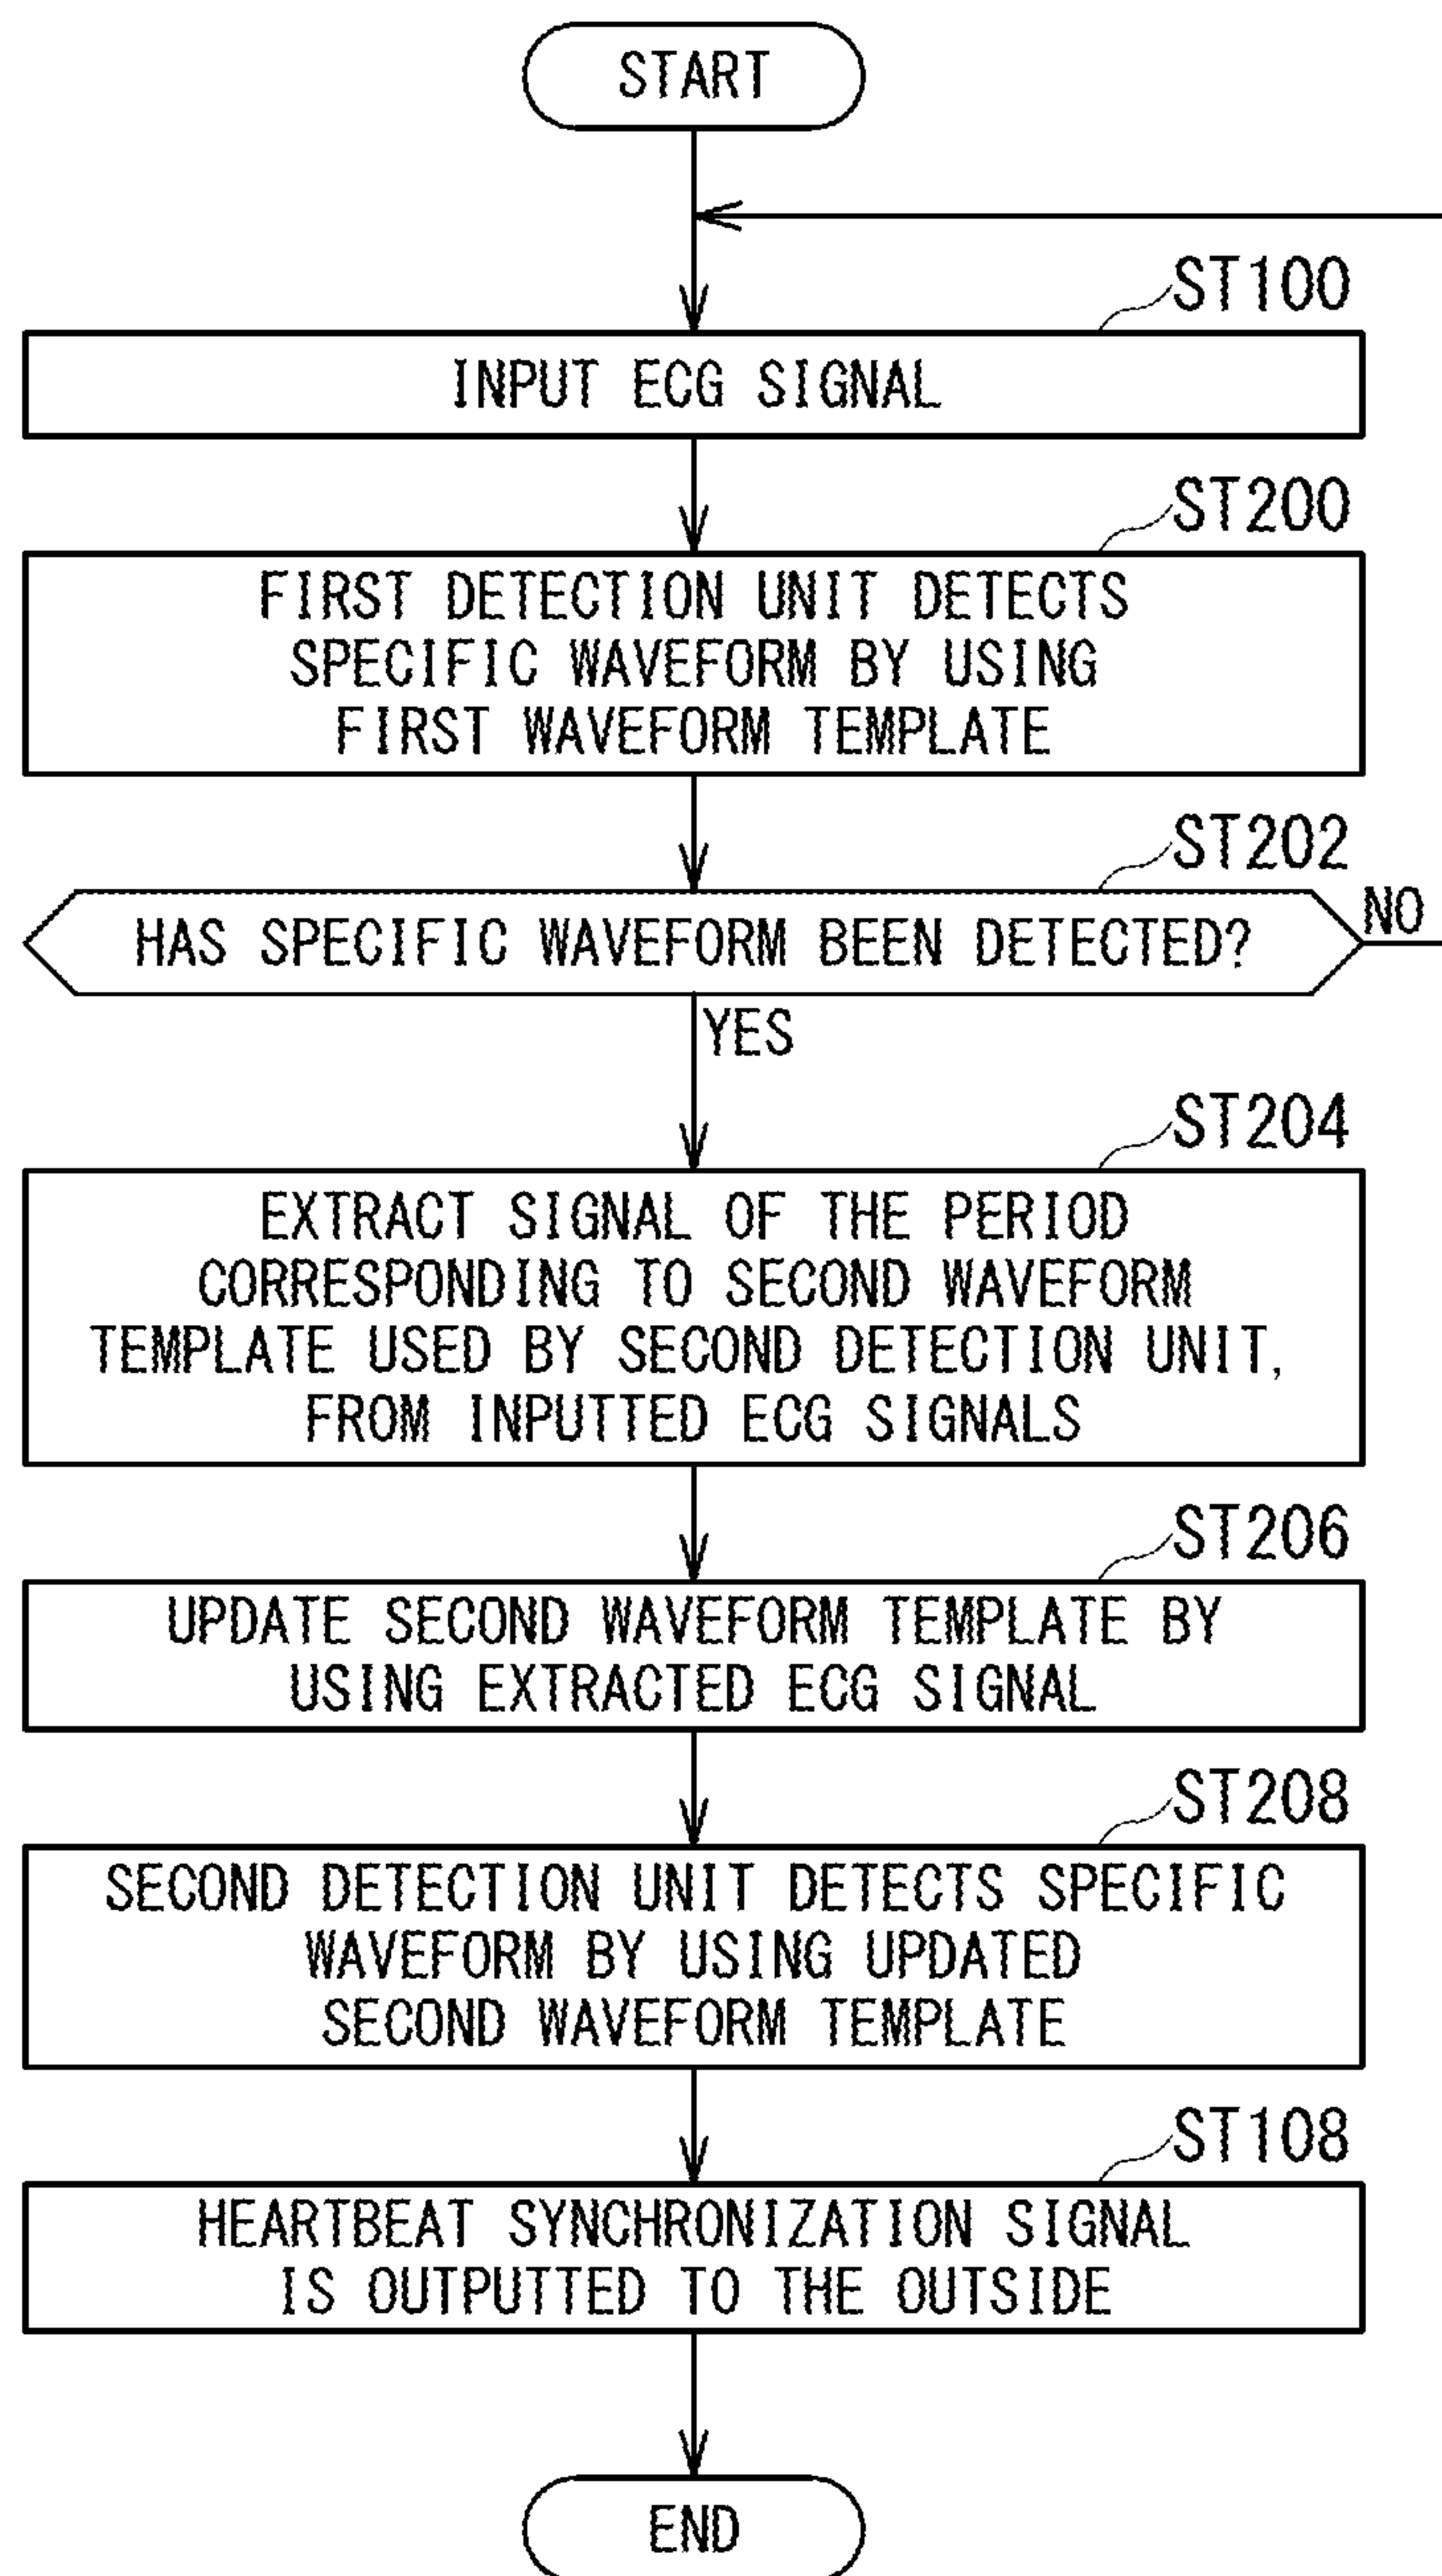 START
ST100
INPUT ECG SIGNAL
ST200
FIRST DETECTION UNIT DETECTS
SPECIFIC WAVEFORM BY USING
FIRST WAVEFORM TEMPLATE
ST202
HAS SPECIFIC WAVEFORM BEEN DETECTED?
NO
YES
ST204
EXTRACT SIGNAL OF THE PERIOD
CORRESPONDING TO SECOND WAVEFORM
TEMPLATE USED BY SECOND DETECTION UNIT,
FROM INPUTTED ECG SIGNALS
ST206
UPDATE SECOND WAVEFORM TEMPLATE BY
USING EXTRACTED ECG SIGNAL
ST208
SECOND DETECTION UNIT DETECTS SPECIFIC
WAVEFORM BY USING UPDATED
SECOND WAVEFORM TEMPLATE
ST108
HEARTBEAT SYNCHRONIZATION SIGNAL
IS OUTPUTTED TO THE OUTSIDE
END